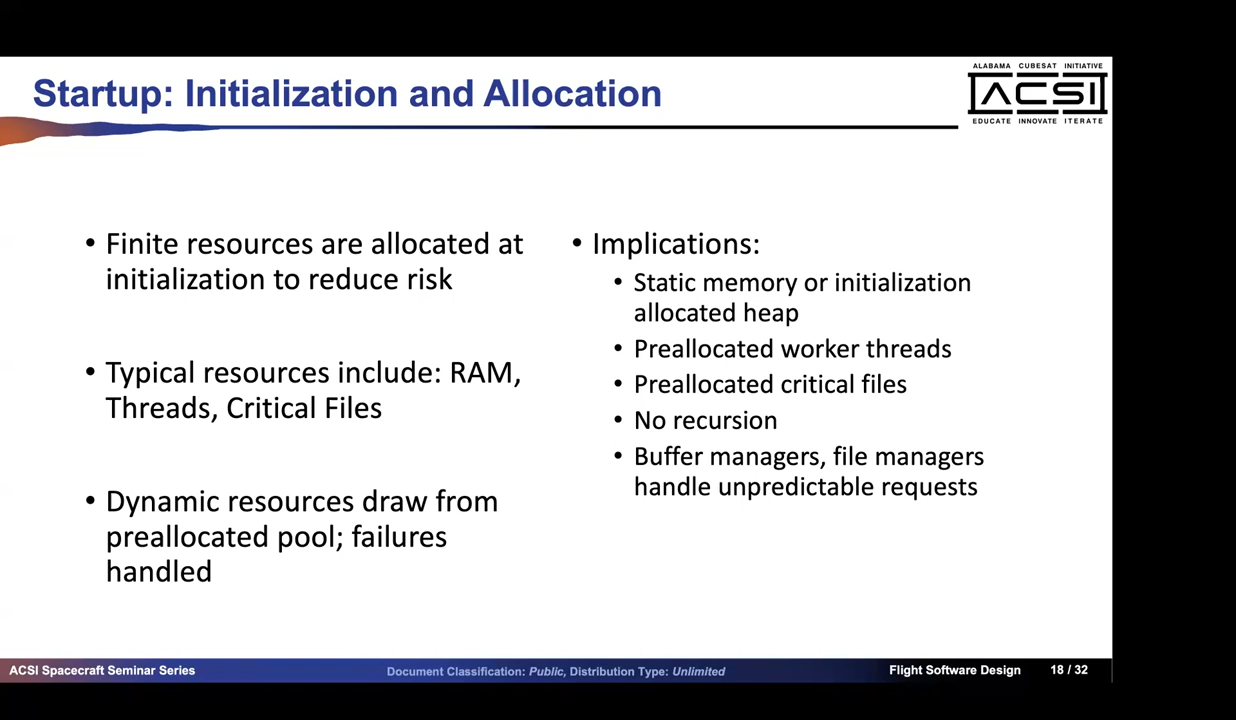 Startup: Initialization and Allocation
ALABAMA CUBESAT INITIATIVE
ACSI
EDUCATE INNOVATE ITERATE
• Finite resources are allocated at
initialization to reduce risk
• Typical resources include: RAM,
Threads, Critical Files
• Dynamic resources draw from
preallocated pool; failures
handled
• Implications:
• Static memory or initialization
allocated heap
• Preallocated worker threads
• Preallocated critical files
• No recursion
• Buffer managers, file managers
handle unpredictable requests
ACSI Spacecraft Seminar Series
Document Classification: Public, Distribution Type: Unlimited
Flight Software Design
18 / 32